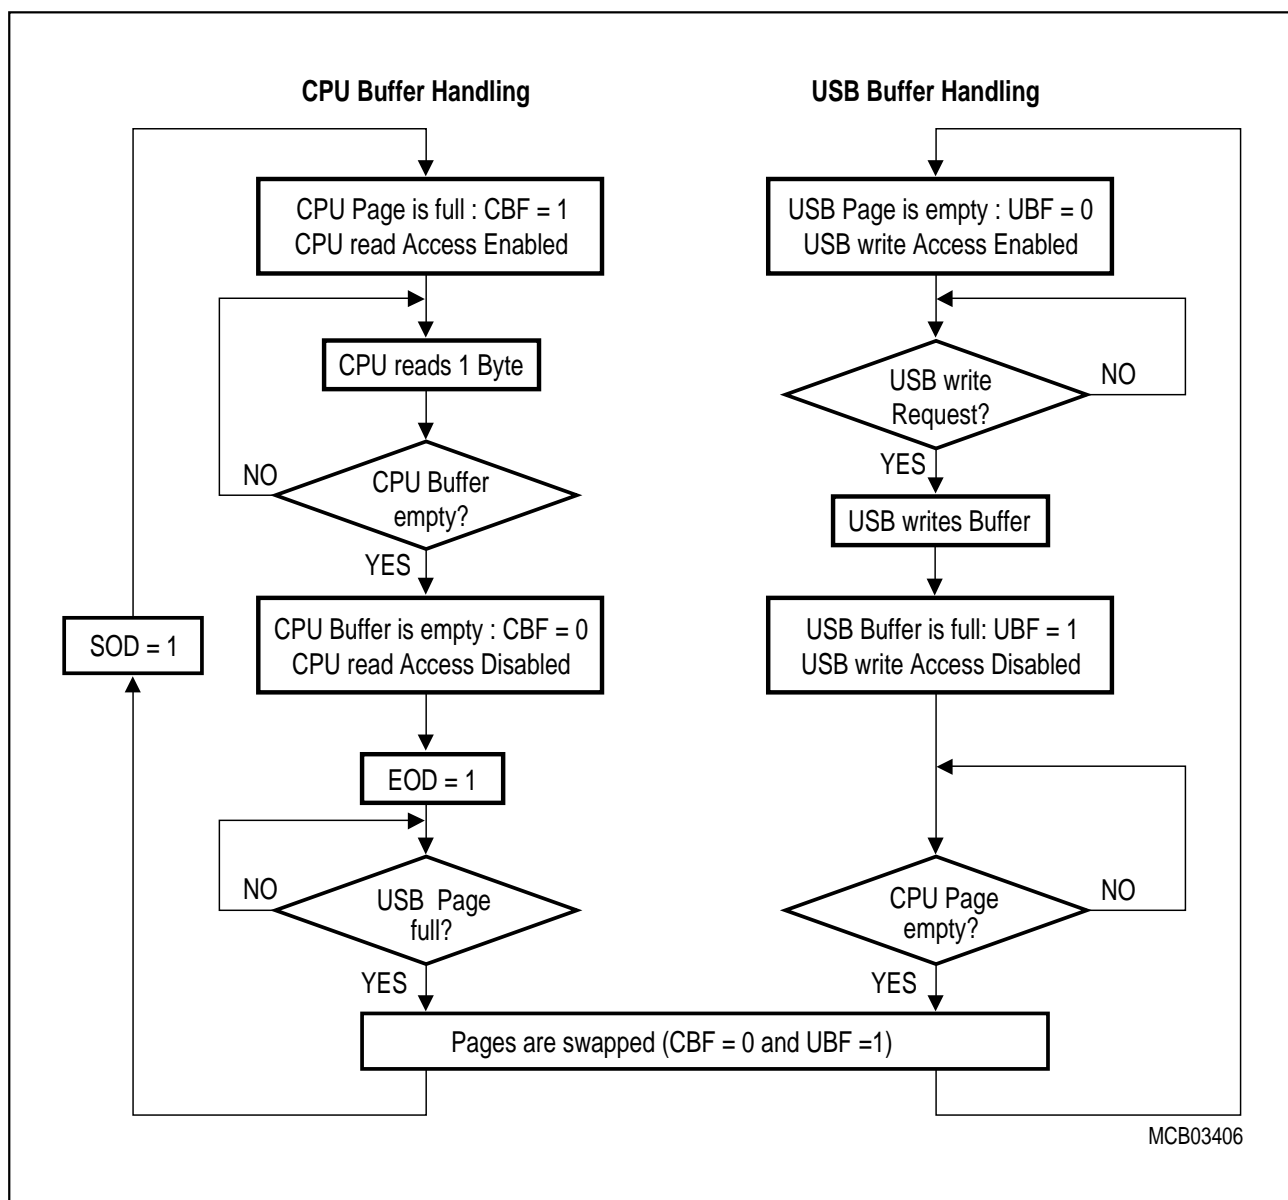 CPU Buffer Handling
CPU Page is full : CBF = 1
CPU read Access Enabled
CPU reads 1 Byte
NO
CPU Buffer
empty?
YES
CPU Buffer is empty : CBF = 0
CPU read Access Disabled
SOD = 1
EOD = 1
NO
USB Page
full?
YES
USB Buffer Handling
USB Page is empty : UBF = 0
USB write Access Enabled
USB write
Request?
NO
YES
USB writes Buffer
USB Buffer is full: UBF = 1
USB write Access Disabled
CPU Page
empty?
NO
YES
Pages are swapped (CBF = 0 and UBF =1)
MCB03406